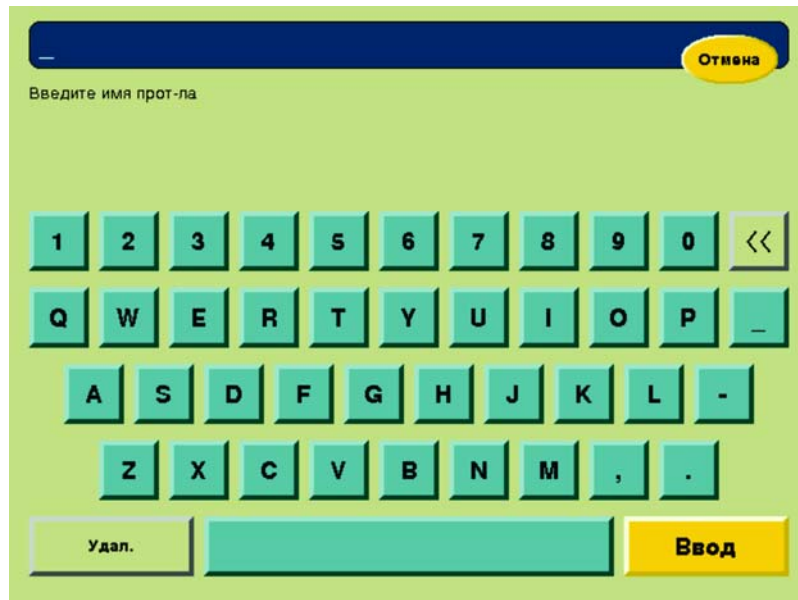 _
Отмена
Введите имя прот-ла
1 2 3 4 5 6 7 8 9 0 <<
Q W E R T Y U I O P _
A S D F G H J K L -
Z X C V B N M , .
Удал. Ввод